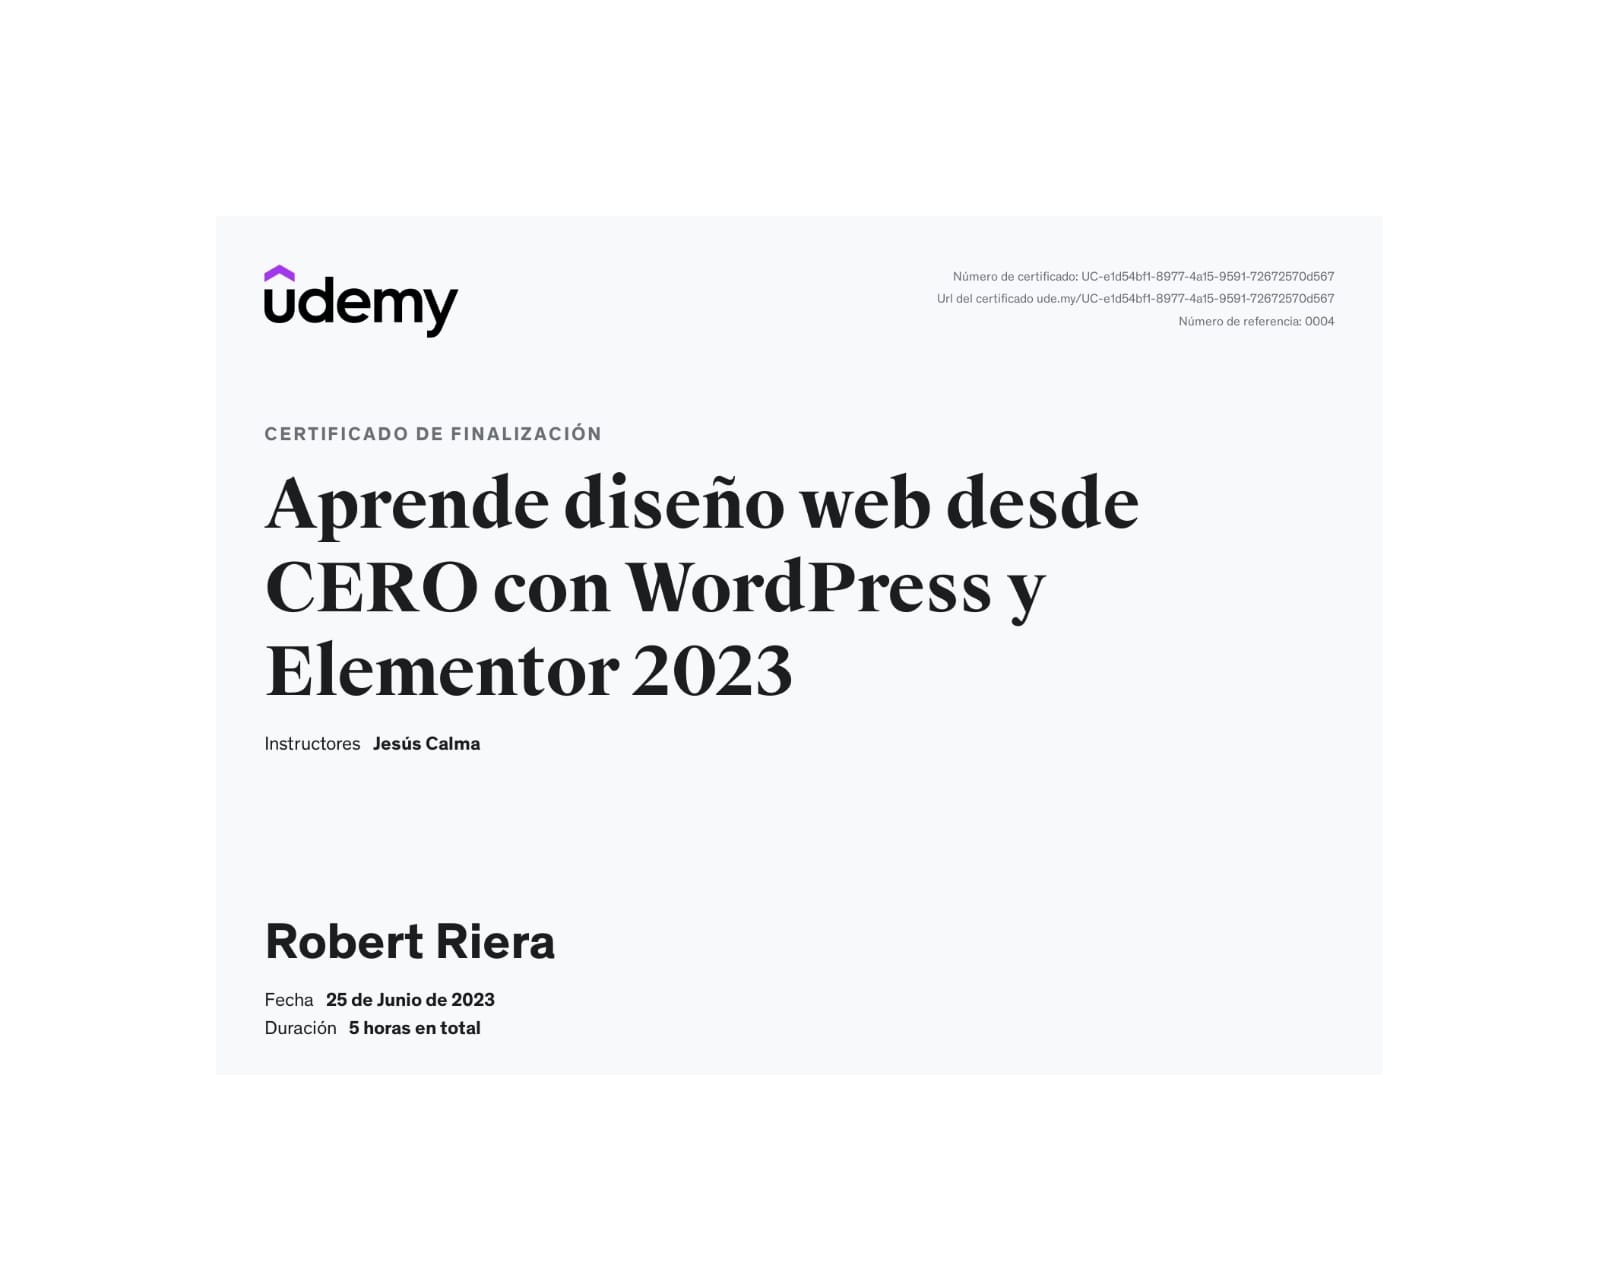 udemy
Número de certificado: UC-e1d54bf1-8977-4a15-9591-72672570d567
Url del certificado ude.my/UC-e1d54bf1-8977-4a15-9591-72672570d567
Número de referencia: 0004
CERTIFICADO DE FINALIZACIÓN
Aprende diseño web desde
CERO con WordPress y
Elementor 2023
Instructores Jesús Calma
Robert Riera
Fecha 25 de Junio de 2023
Duración 5 horas en total